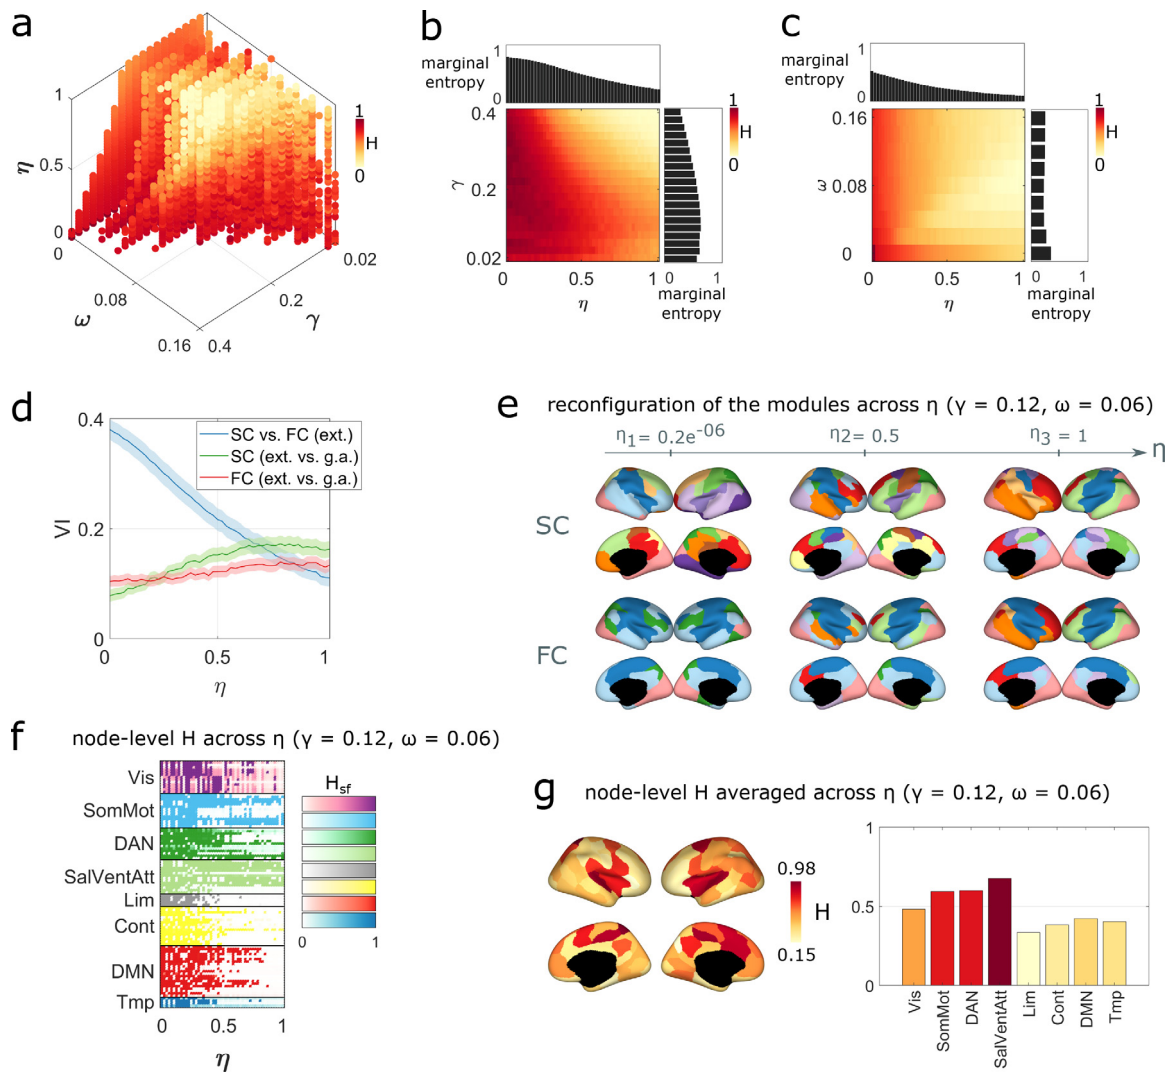 a
1
η
0.5
0
0
0.08
ω
0.16
0.4
0.2
γ
0.02
1
H
0
b
1
marginal
entropy
0
0.4
γ
0.2
0.02
0
0.5
1
η
0
1
marginal
entropy
1
H
0
c
1
marginal
entropy
0
0.16
ω
0.08
0
0
0.5
1
η
0
1
marginal
entropy
1
H
0
d
0.4
VI
0.2
0
0
0.5
1
η
SC vs. FC (ext.)
SC (ext. vs. g.a.)
FC (ext. vs. g.a.)
e
reconfiguration of the modules across η (γ = 0.12, ω = 0.06)
η1= 0.2e-06
η2= 0.5
η3 = 1
η
SC
FC
f
node-level H across η (γ = 0.12, ω = 0.06)
Vis
SomMot
DAN
SalVentAtt
Lim
Cont
DMN
Tmp
0
0.5
1
η
Hsf
0
1
g
node-level H averaged across η (γ = 0.12, ω = 0.06)
0.98
H
0.15
1
0.5
0
Vis
SomMot
DAN
SalVentAtt
Lim
Cont
DMN
Tmp